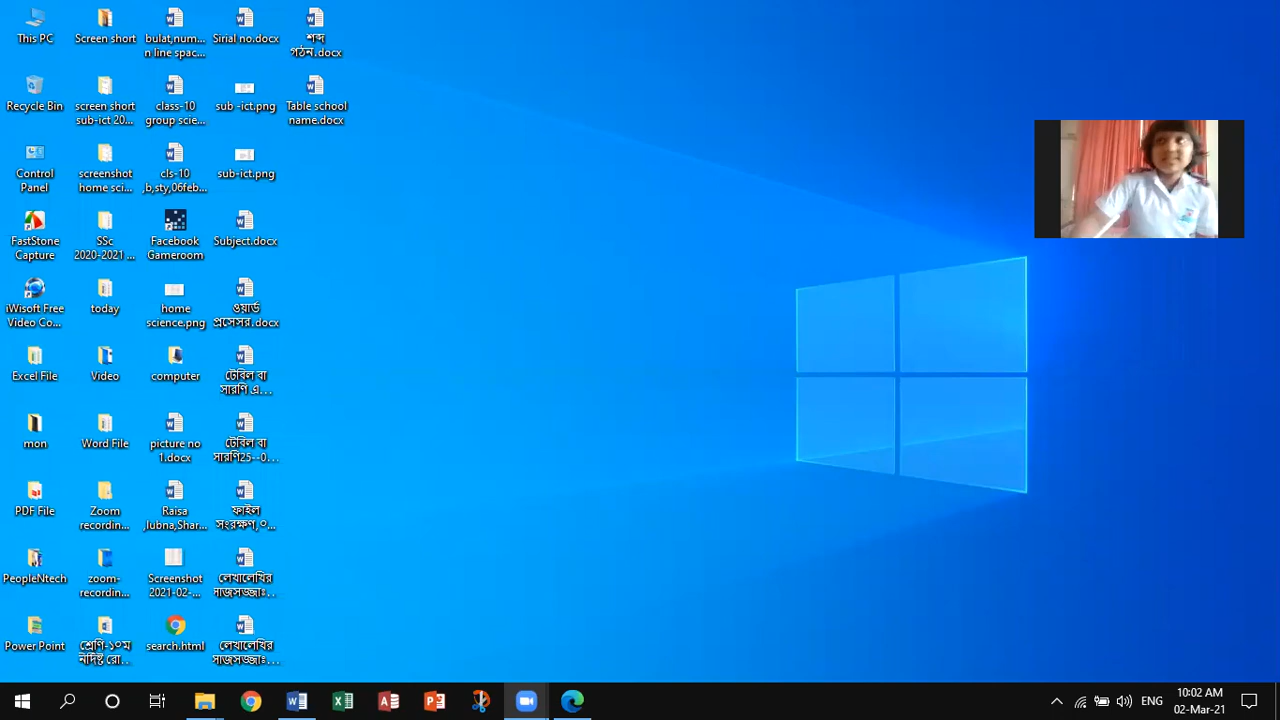 This PC
Recycle Bin
Control
Panel
FastStone
Capture
iWisoft Free
Video Co...
Excel File
mon
PDF File
PeopleNtech
Power Point
Screen short
screen short
sub-ict 20...
screenshot
home sci...
SSc
2020-2021 ...
today
Video
Word File
Zoom
recordin...
zoom-
recordin...
শ্রেণি-১০ম
নির্দিষ্ট রো...
bulat,num...
n line spac...
class-10
group scie...
cls-10
,b,sty,06feb...
Facebook
Gameroom
home
science.png
computer
picture no
1.docx
Raisa
,lubna,Shar...
Screenshot
2021-02-...
search.html
Sirial no.docx
sub -ict.png
sub-ict.png
Subject.docx
ওয়ার্ড
প্রসেসর.docx
টেবিল বা
সারণি এ...
টেবিল বা
সারণি25--0...
ফাইল
সংরক্ষণ,০...
লেখালেখির
সাজসজ্জাঃ...
লেখালেখির
সাজসজ্জাঃ...
শব্দ
গঠন.docx
Table school
name.docx
ENG
10:02 AM
02-Mar-21